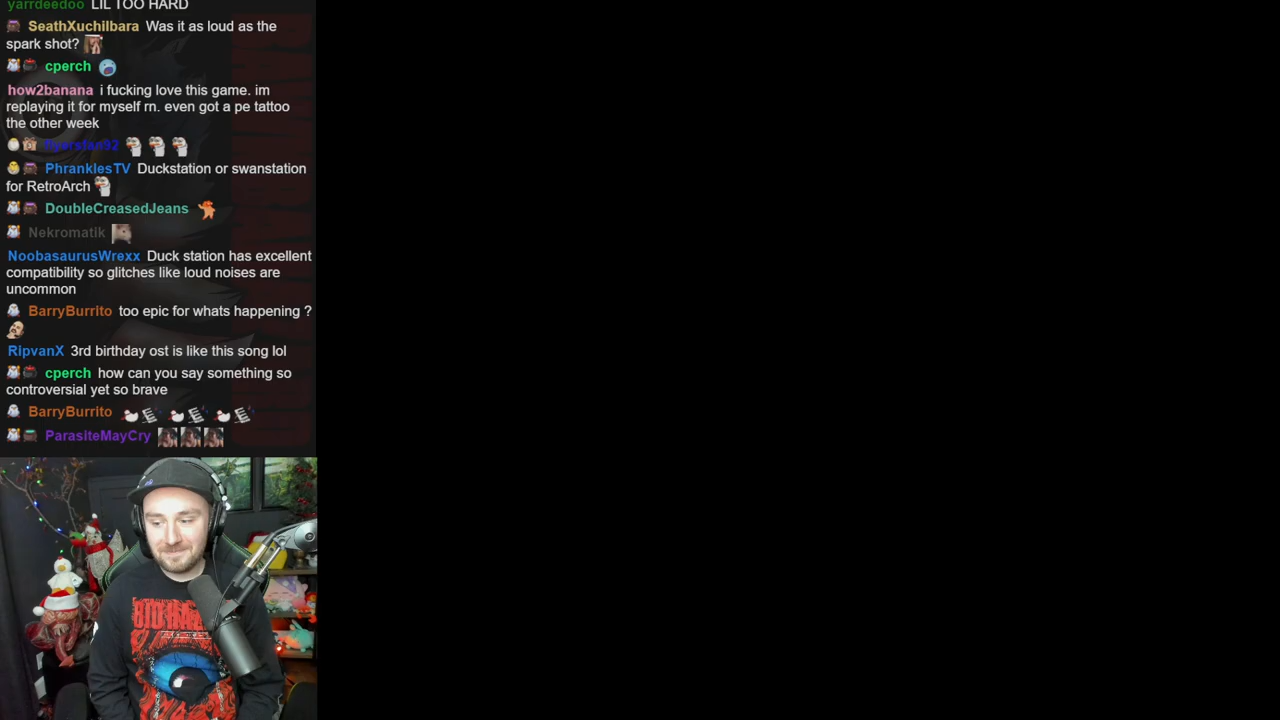 yarrdeedoo LIL TOO HARD
SeathXuchilbara Was it as loud as the
spark shot?
cperch
how2banana i fucking love this game. im
replaying it for myself rn. even got a pe tattoo
the other week
flyersfan92
PhranklesTV Duckstation or swanstation
for RetroArch
DoubleCreasedJeans
Nekromatik
NoobasaurusWrexx Duck station has excellent
compatibility so glitches like loud noises are
uncommon
BarryBurrito too epic for whats happening ?
RipvanX 3rd birthday ost is like this song lol
cperch how can you say something so
controversial yet so brave
BarryBurrito
ParasiteMayCry